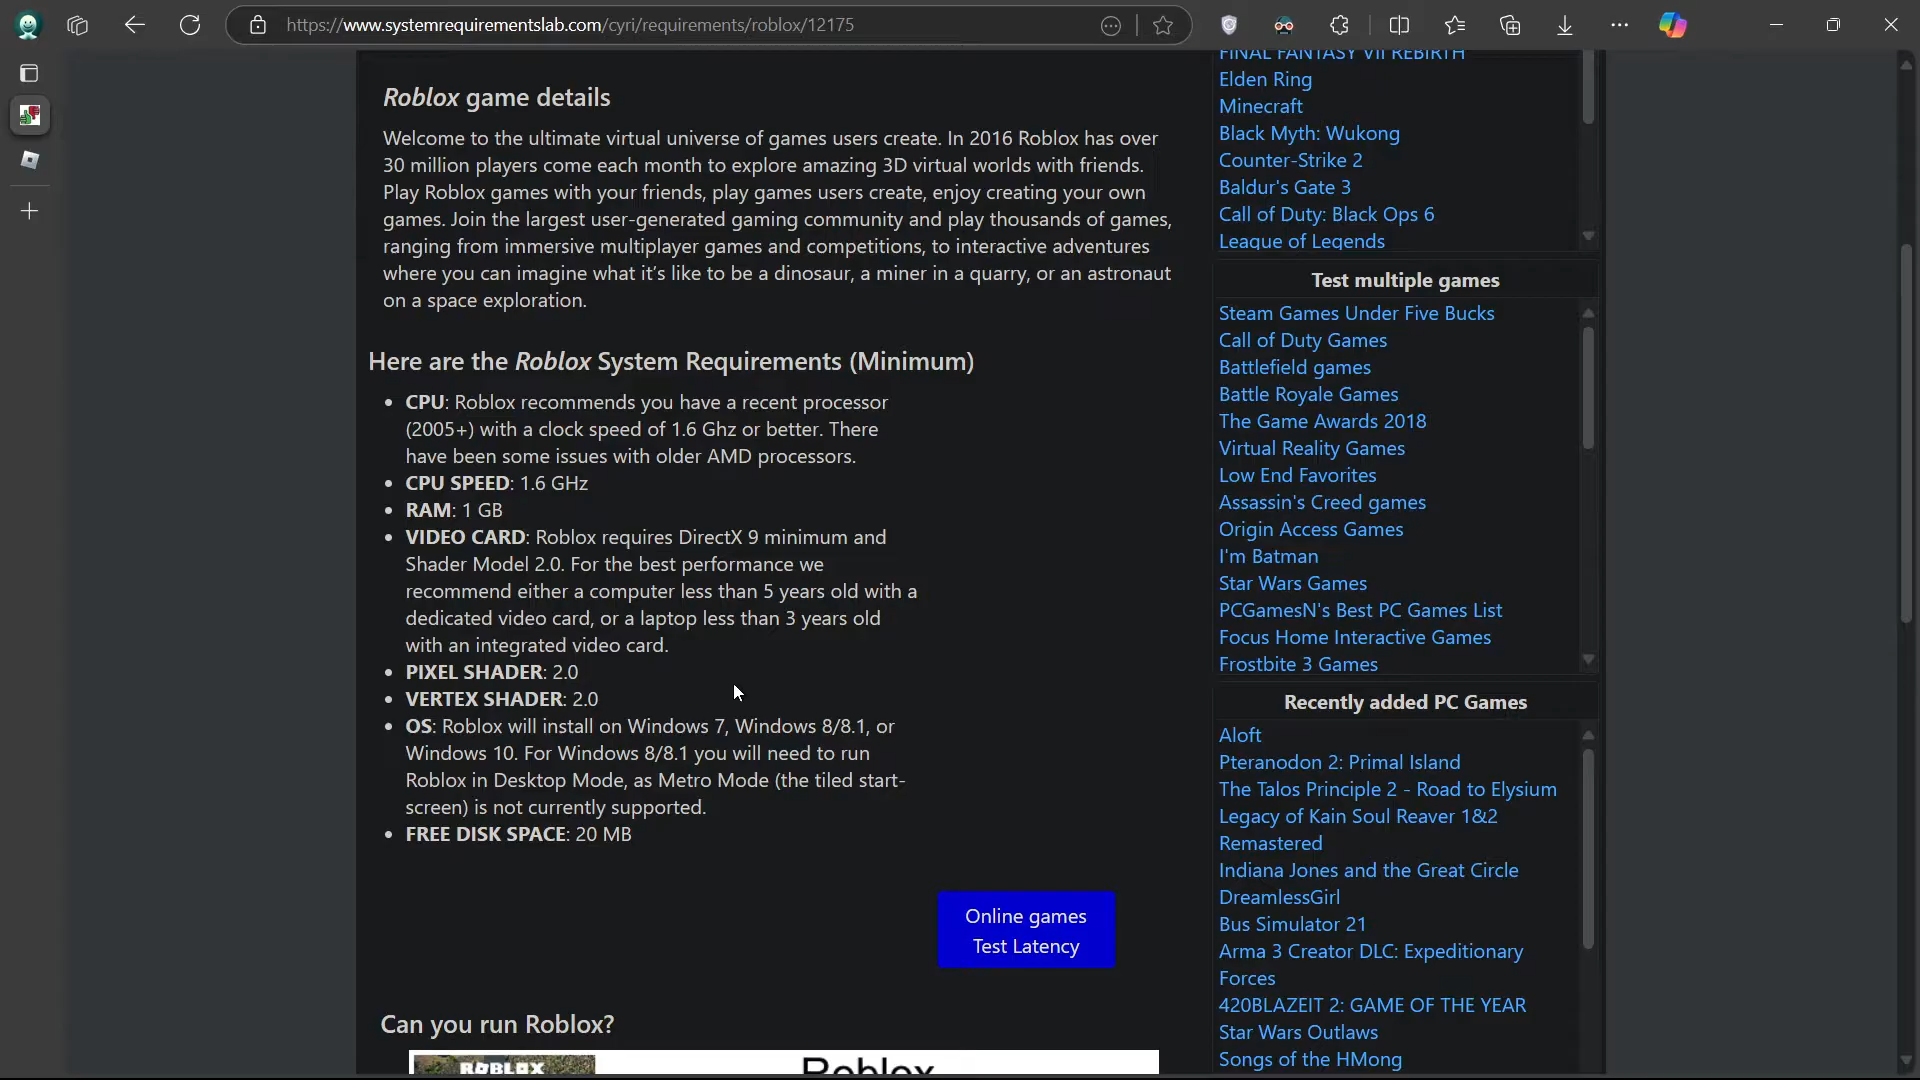 https://www.systemrequirementslab.com/cyri/requirements/roblox/12175
Roblox game details
Welcome to the ultimate virtual universe of games users create. In 2016 Roblox has over
30 million players come each month to explore amazing 3D virtual worlds with friends.
Play Roblox games with your friends, play games users create, enjoy creating your own
games. Join the largest user-generated gaming community and play thousands of games,
ranging from immersive multiplayer games and competitions, to interactive adventures
where you can imagine what it's like to be a dinosaur, a miner in a quarry, or an astronaut
on a space exploration.
Here are the Roblox System Requirements (Minimum)
• CPU: Roblox recommends you have a recent processor
(2005+) with a clock speed of 1.6 Ghz or better. There
have been some issues with older AMD processors.
• CPU SPEED: 1.6 GHz
• RAM: 1 GB
• VIDEO CARD: Roblox requires DirectX 9 minimum and
Shader Model 2.0. For the best performance we
recommend either a computer less than 5 years old with a
dedicated video card, or a laptop less than 3 years old
with an integrated video card.
• PIXEL SHADER: 2.0
• VERTEX SHADER: 2.0
• OS: Roblox will install on Windows 7, Windows 8/8.1, or
Windows 10. For Windows 8/8.1 you will need to run
Roblox in Desktop Mode, as Metro Mode (the tiled start-
screen) is not currently supported.
• FREE DISK SPACE: 20 MB
Online games
Test Latency
Can you run Roblox?
ROBLOX
Roblox
FINAL FANTASY VII REBIRTH
Elden Ring
Minecraft
Black Myth: Wukong
Counter-Strike 2
Baldur's Gate 3
Call of Duty: Black Ops 6
League of Legends
Test multiple games
Steam Games Under Five Bucks
Call of Duty Games
Battlefield games
Battle Royale Games
The Game Awards 2018
Virtual Reality Games
Low End Favorites
Assassin's Creed games
Origin Access Games
I'm Batman
Star Wars Games
PCGamesN's Best PC Games List
Focus Home Interactive Games
Frostbite 3 Games
Recently added PC Games
Aloft
Pteranodon 2: Primal Island
The Talos Principle 2 - Road to Elysium
Legacy of Kain Soul Reaver 1&2
Remastered
Indiana Jones and the Great Circle
DreamlessGirl
Bus Simulator 21
Arma 3 Creator DLC: Expeditionary
Forces
420BLAZEIT 2: GAME OF THE YEAR
Star Wars Outlaws
Songs of the HMong